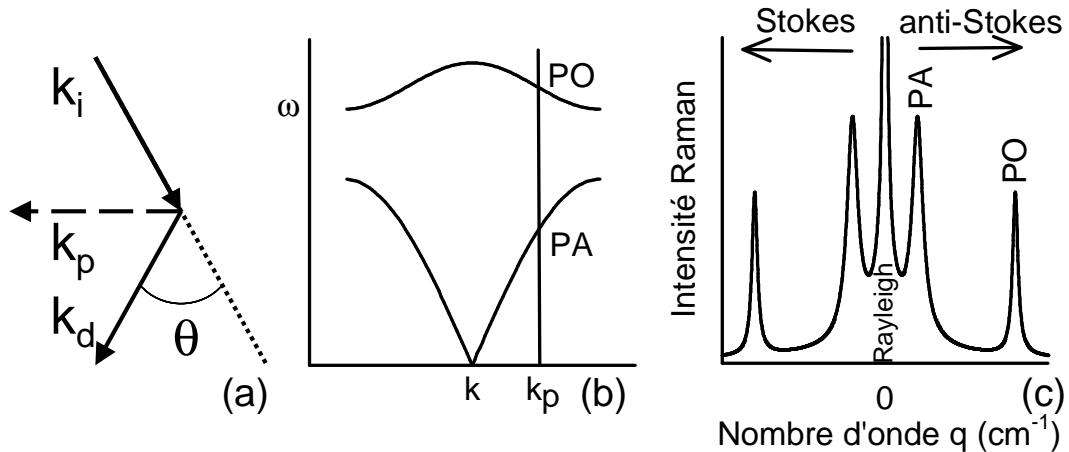 k_i
k_p
k_d
θ
(a)
ω
PO
PA
k
k_p
(b)
Stokes
anti-Stokes
Intensité Raman
Rayleigh
PA
PO
0
(c)
Nombre d'onde q (cm⁻¹)